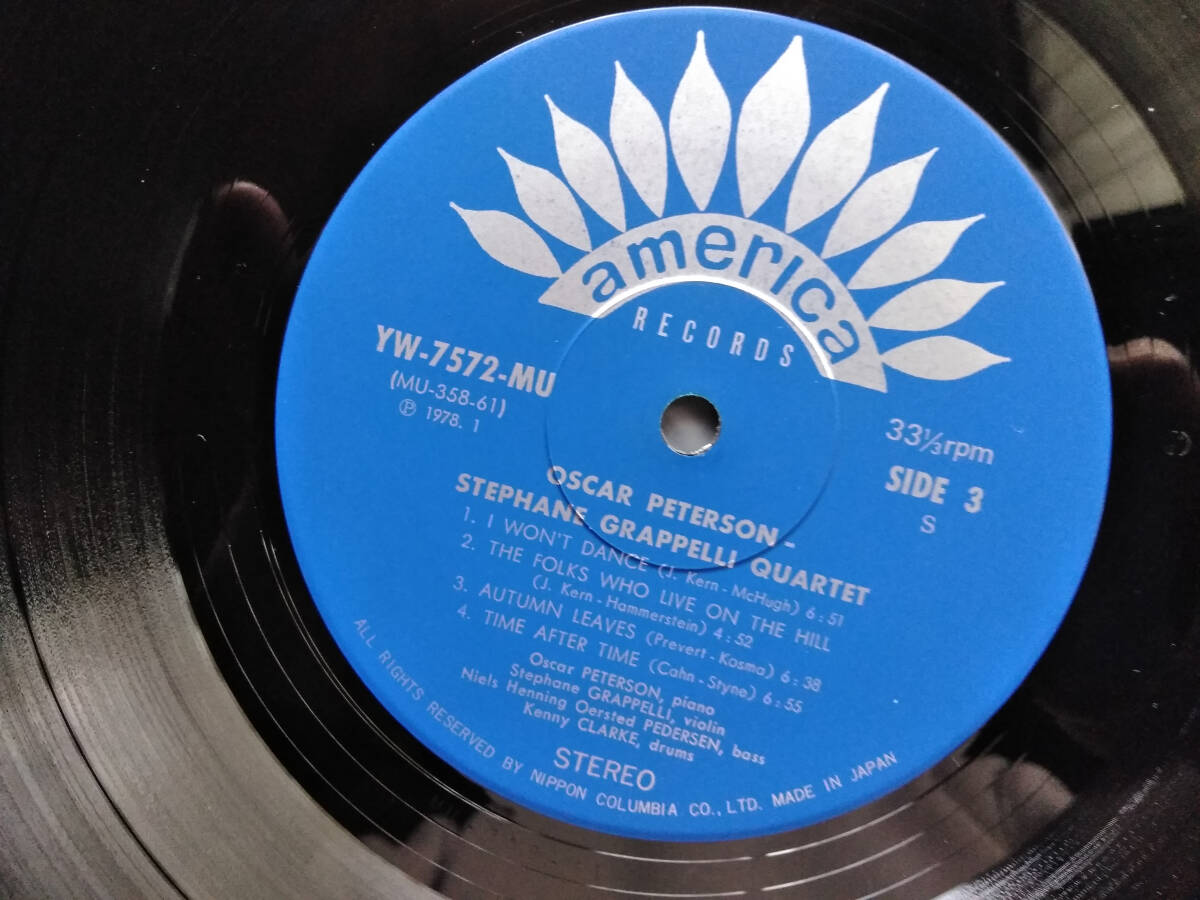 america
RECORDS
YW-7572-MU
(MU-358-61)
Ⓟ 1978. 1
33⅓rpm
SIDE 3
S
OSCAR PETERSON-
STEPHANE GRAPPELLI QUARTET
1. I WON'T DANCE (J. Kern-McHugh) 6:51
2. THE FOLKS WHO LIVE ON THE HILL
(J. Kern-Hammerstein) 4:52
3. AUTUMN LEAVES (Prevert-Kosma) 6:38
4. TIME AFTER TIME (Cahn-Styne) 6:55
Oscar PETERSON, piano
Stephane GRAPPELLI, violin
Niels Henning Oersted PEDERSEN, bass
Kenny CLARKE, drums
STEREO
ALL RIGHTS RESERVED BY NIPPON COLUMBIA CO., LTD. MADE IN JAPAN